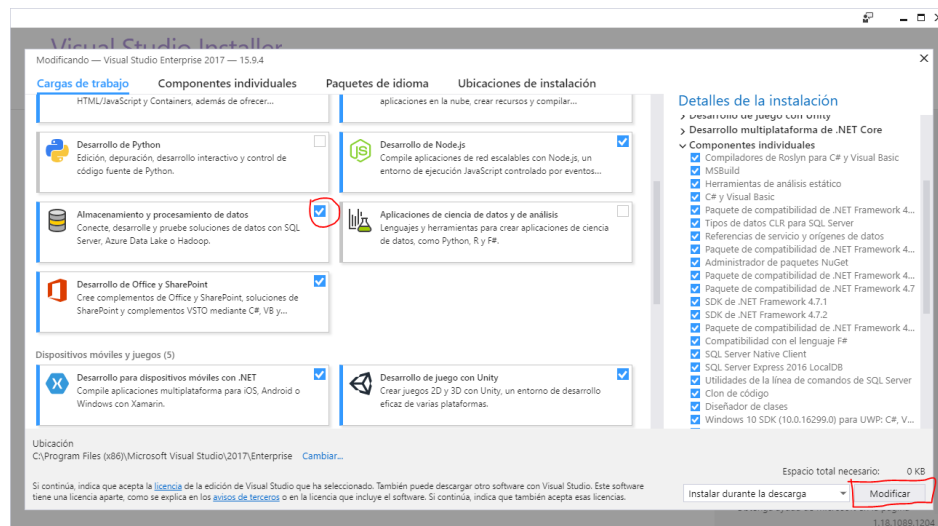 Visual Studio Installer
Modificando — Visual Studio Enterprise 2017 — 15.9.4
Cargas de trabajo
Componentes individuales
Paquetes de idioma
Ubicaciones de instalación
HTML/JavaScript y Containers, además de ofrecer...
aplicaciones en la nube, crear recursos y compilar...
Desarrollo de Python
Edición, depuración, desarrollo interactivo y control de
código fuente de Python.
Desarrollo de Node.js
Compile aplicaciones de red escalables con Node.js, un
entorno de ejecución JavaScript controlado por eventos...
Almacenamiento y procesamiento de datos
Conecte, desarrolle y pruebe soluciones de datos con SQL
Server, Azure Data Lake o Hadoop.
Aplicaciones de ciencia de datos y de análisis
Lenguajes y herramientas para crear aplicaciones de ciencia
de datos, como Python, R y F#.
Desarrollo de Office y SharePoint
Cree complementos de Office y SharePoint, soluciones de
SharePoint y complementos VSTO mediante C#, VB y...
Dispositivos móviles y juegos (5)
Desarrollo para dispositivos móviles con .NET
Compile aplicaciones multiplataforma para iOS, Android o
Windows con Xamarin.
Desarrollo de juego con Unity
Crear juegos 2D y 3D con Unity, un entorno de desarrollo
eficaz de varias plataformas.
Detalles de la instalación
Desarrollo de juego con Unity
Desarrollo multiplataforma de .NET Core
Componentes individuales
Compiladores de Roslyn para C# y Visual Basic
MSBuild
Herramientas de análisis estático
C# y Visual Basic
Paquete de compatibilidad de .NET Framework 4...
Tipos de datos CLR para SQL Server
Referencias de servicio y orígenes de datos
Paquete de compatibilidad de .NET Framework 4...
Administrador de paquetes NuGet
Paquete de compatibilidad de .NET Framework 4...
Paquete de compatibilidad de .NET Framework 4.7
SDK de .NET Framework 4.7.1
SDK de .NET Framework 4.7.2
Paquete de compatibilidad de .NET Framework 4...
Compatibilidad con el lenguaje F#
SQL Server Native Client
SQL Server Express 2016 LocalDB
Utilidades de la línea de comandos de SQL Server
Clon de código
Diseñador de clases
Windows 10 SDK (10.0.16299.0) para UWP: C#, V...
Ubicación
C:\Program Files (x86)\Microsoft Visual Studio\2017\Enterprise Cambiar...
Si continúa, indica que acepta la licencia de la edición de Visual Studio que ha seleccionado. También puede descargar otro software con Visual Studio. Este software
tiene una licencia aparte, como se explica en los avisos de terceros o en la licencia que incluye el software. Si continúa, indica que también acepta esas licencias.
Espacio total necesario: 0 KB
Instalar durante la descarga
Modificar
1.18.1089.1204